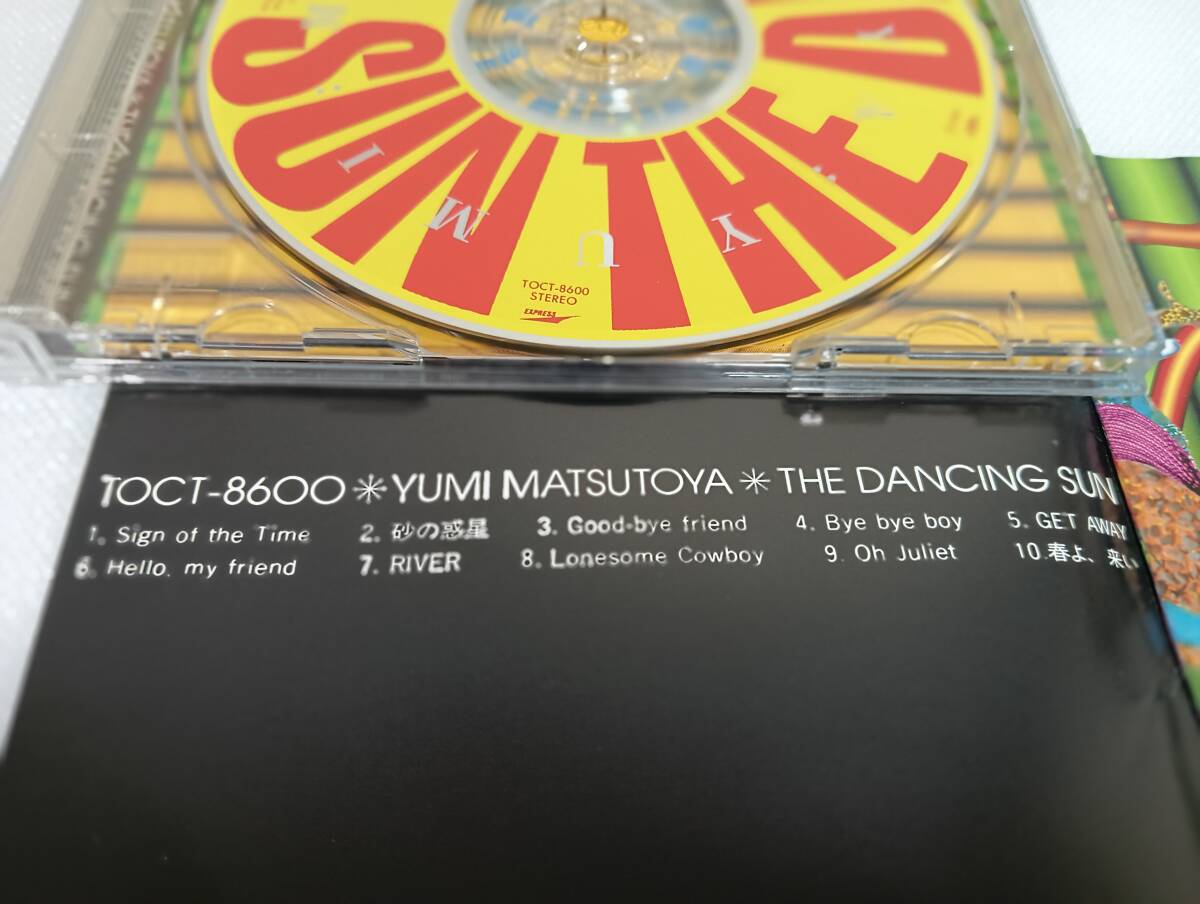 SUN THE D
Y U M I
TOCT-8600
STEREO
EXPRESS
TOCT-8600✳YUMI MATSUTOYA✳THE DANCING SUN
1. Sign of the Time 2. 砂の惑星 3. Good-bye friend 4. Bye bye boy 5. GET AWAY
6. Hello, my friend 7. RIVER 8. Lonesome Cowboy 9. Oh Juliet 10.春よ、来い